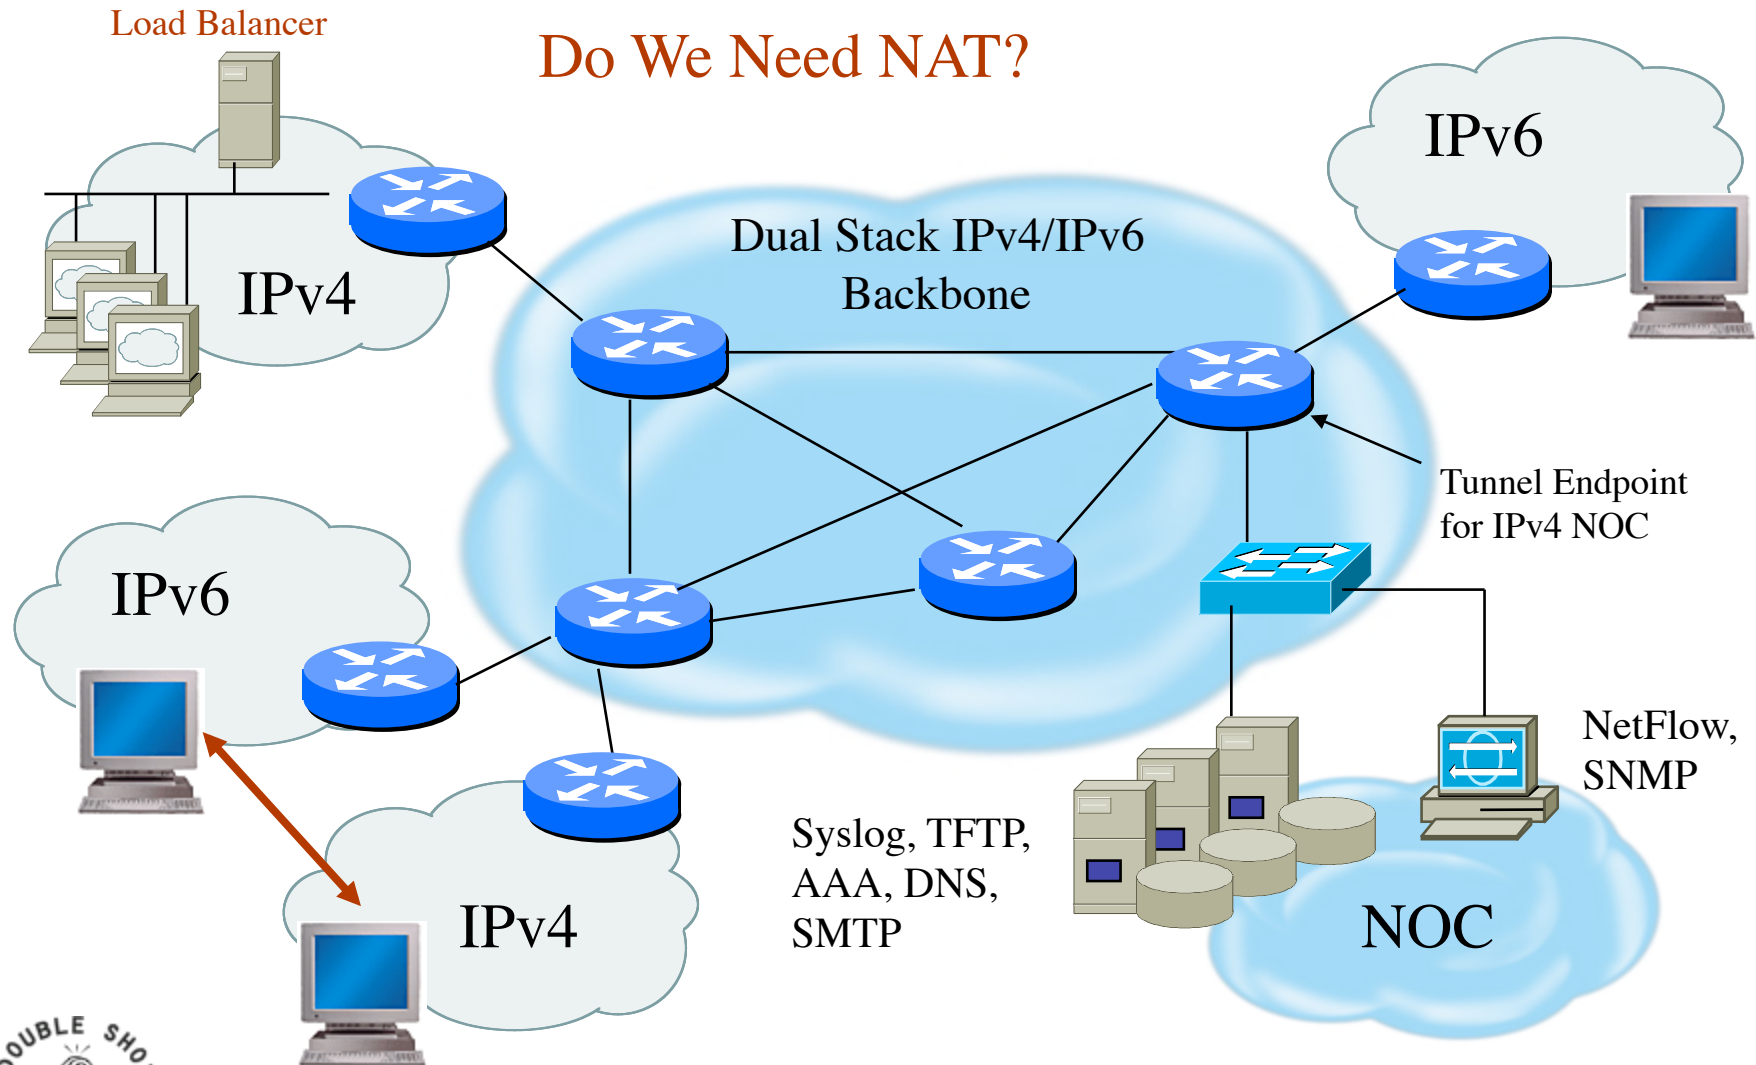 Load Balancer
Do We Need NAT?
IPv6
Dual Stack IPv4/IPv6
Backbone
IPv4
Tunnel Endpoint
for IPv4 NOC
IPv6
NetFlow,
SNMP
Syslog, TFTP,
AAA, DNS,
SMTP
IPv4
NOC